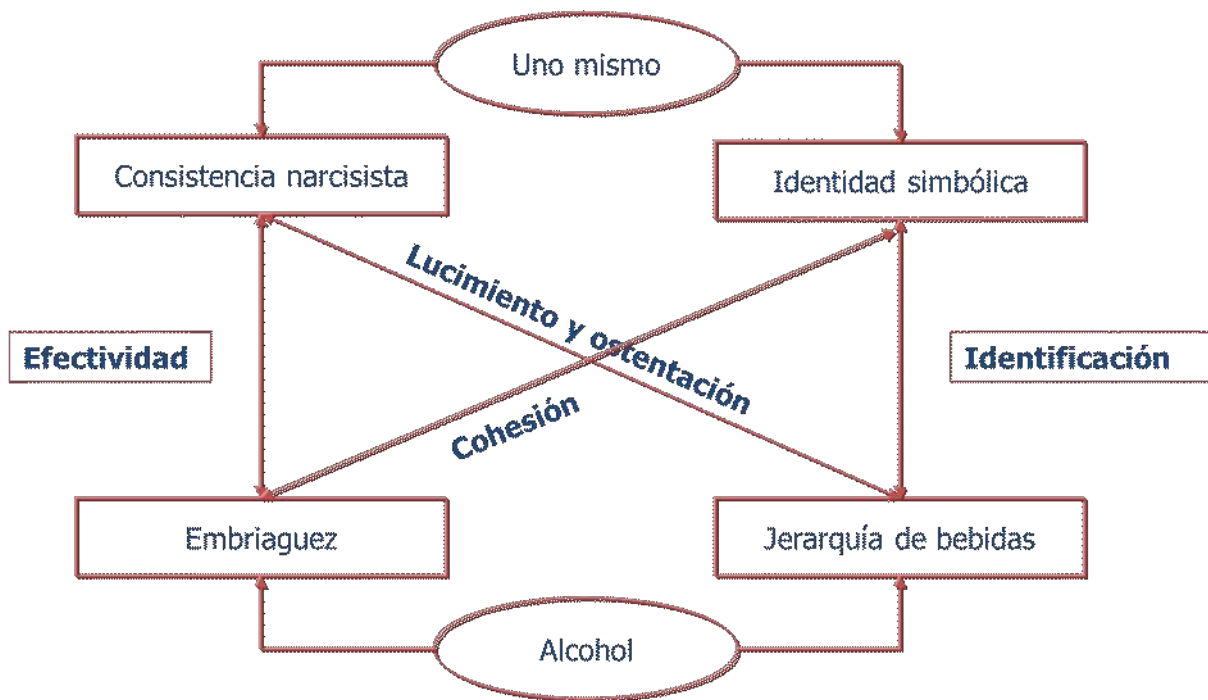 Uno mismo
Consistencia narcisista
Identidad simbólica
Lucimiento y ostentación
Efectividad
Identificación
Cohesión
Embriaguez
Jerarquía de bebidas
Alcohol